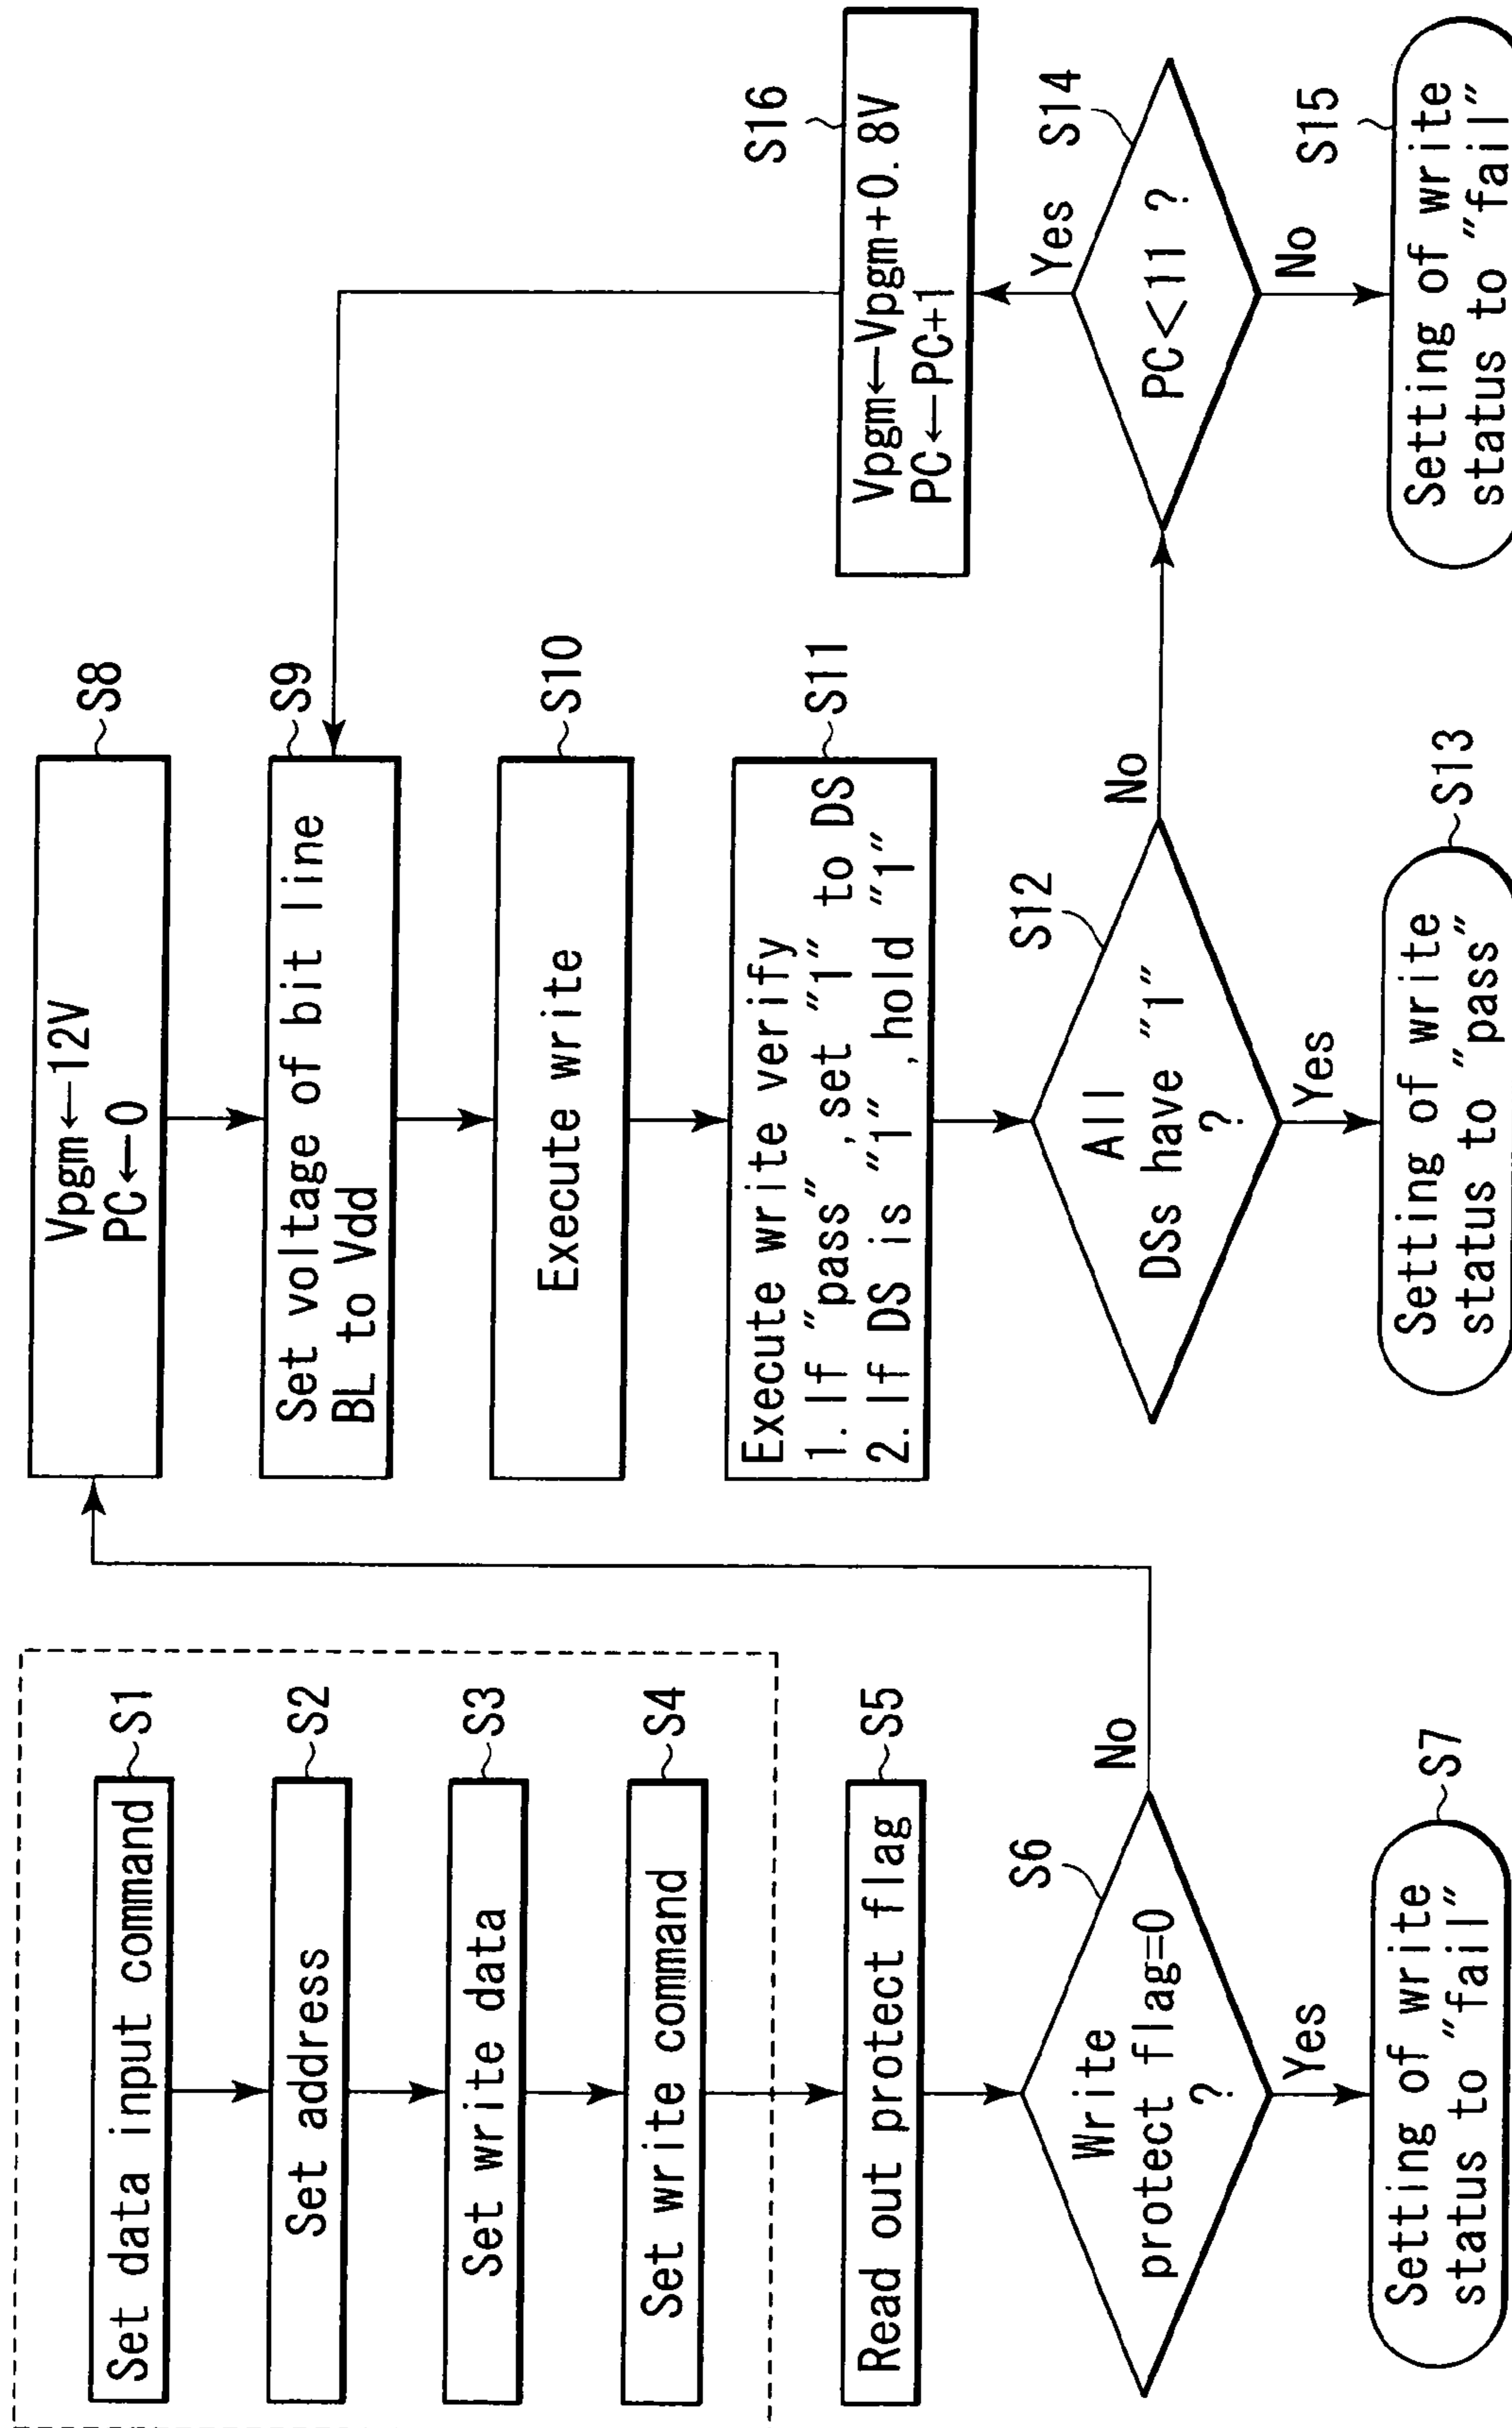 Set data input command
S1
Set address
S2
Set write data
S3
Set write command
S4
Read out protect flag
S5
Write
protect flag=0
?
S6
No
Yes
Setting of write
status to "fail"
S7
Vpgm←12V
PC←0
S8
Set voltage of bit line
BL to Vdd
S9
Execute write
S10
Execute write verify
1. If "pass", set "1" to DS
2. If DS is "1", hold "1"
S11
All
DSs have "1"
?
S12
No
Yes
Setting of write
status to "pass"
S13
Vpgm←Vpgm+0.8V
PC←PC+1
S16
Yes
PC<11 ?
S14
No
Setting of write
status to "fail"
S15